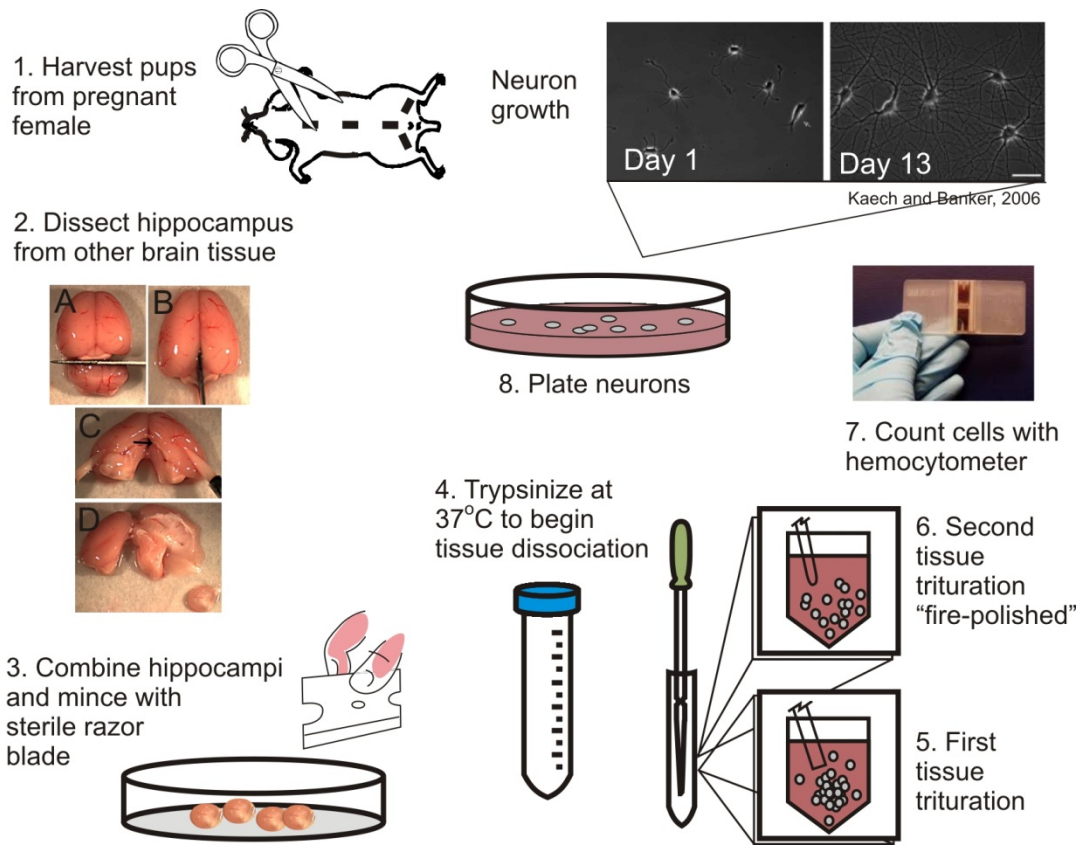 1. Harvest pups
from pregnant
female
Neuron
growth
Day 1
Day 13
Kaech and Banker, 2006
2. Dissect hippocampus
from other brain tissue
A
B
C
D
3. Combine hippocampi
and mince with
sterile razor
blade
4. Trypsinize at
37°C to begin
tissue dissociation
5. First
tissue
trituration
6. Second
tissue
trituration
“fire-polished”
7. Count cells with
hemocytometer
8. Plate neurons